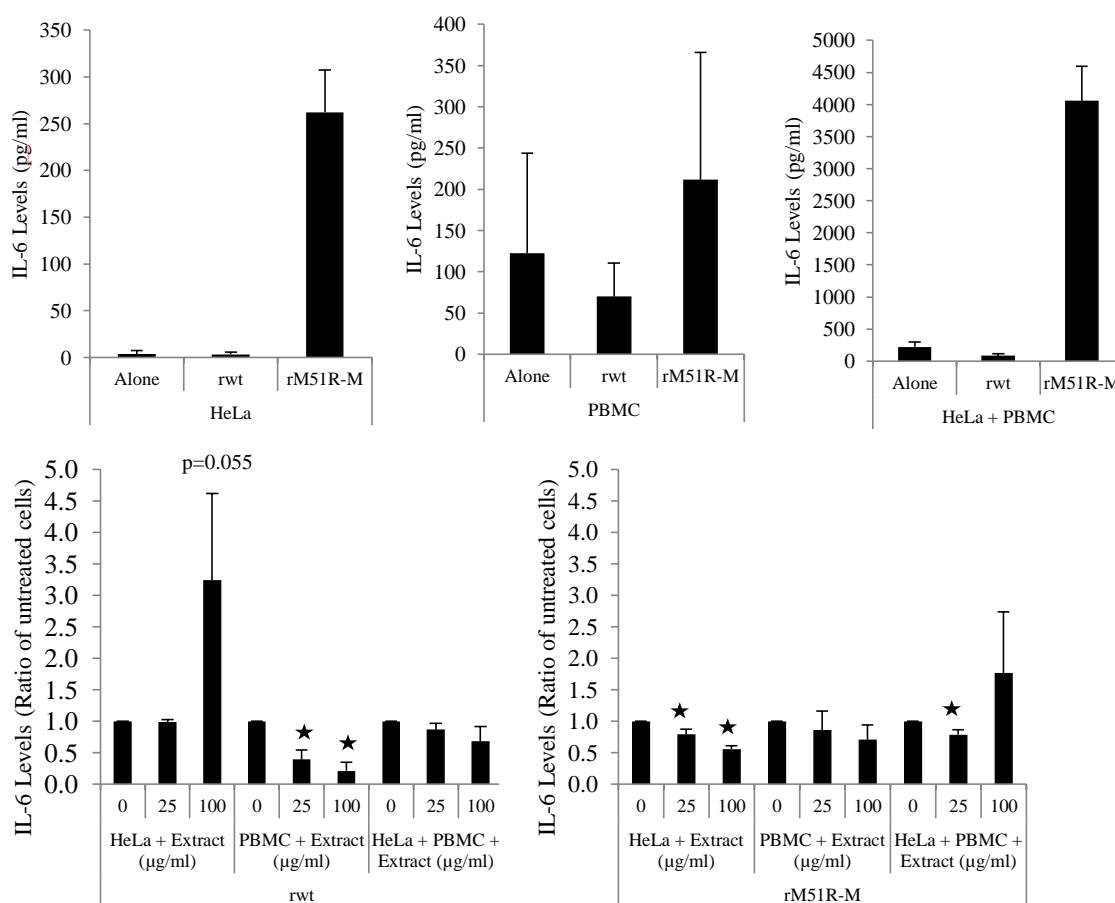 350
300
250
200
150
100
50
0
IL-6 Levels (pg/ml)
Alone rwt rM51R-M
HeLa
400
350
300
250
200
150
100
50
0
IL-6 Levels (pg/ml)
Alone rwt rM51R-M
PBMC
5000
4500
4000
3500
3000
2500
2000
1500
1000
500
0
IL-6 Levels (pg/ml)
Alone rwt rM51R-M
HeLa + PBMC
p=0.055
5.0
4.5
4.0
3.5
3.0
2.5
2.0
1.5
1.0
0.5
0.0
IL-6 Levels (Ratio of untreated cells)
0 25 100 0 25 100 0 25 100
HeLa + Extract PBMC + Extract HeLa + PBMC +
(µg/ml) (µg/ml) Extract (µg/ml)
rwt
5.0
4.5
4.0
3.5
3.0
2.5
2.0
1.5
1.0
0.5
0.0
IL-6 Levels (Ratio of untreated cells)
0 25 100 0 25 100 0 25 100
HeLa + Extract PBMC + Extract HeLa + PBMC +
(µg/ml) (µg/ml) Extract (µg/ml)
rM51R-M